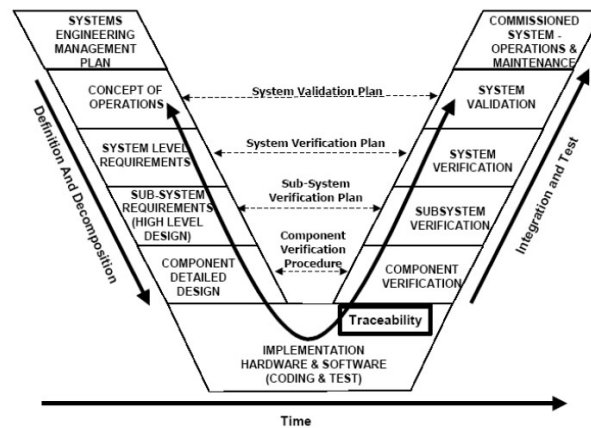 SYSTEMS
ENGINEERING
MANAGEMENT
PLAN
COMMISSIONED
SYSTEM -
OPERATIONS &
MAINTENANCE
CONCEPT OF
OPERATIONS
System Validation Plan
SYSTEM
VALIDATION
SYSTEM LEVEL
REQUIREMENTS
System Verification Plan
SYSTEM
VERIFICATION
SUB-SYSTEM
REQUIREMENTS
(HIGH LEVEL
DESIGN)
Sub-System
Verification Plan
SUBSYSTEM
VERIFICATION
COMPONENT
DETAILED
DESIGN
Component
Verification
Procedure
COMPONENT
VERIFICATION
Definition And Decomposition
Integration and Test
Traceability
IMPLEMENTATION
HARDWARE & SOFTWARE
(CODING & TEST)
Time